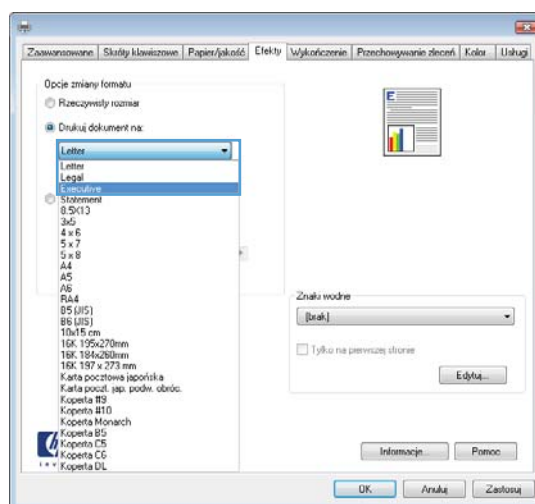 Zaawansowane Skróty klawiszowe Papier/jakość Efekty Wykończenie Przechowywanie zleceń Kolor Usługi
Opcje zmiany formatu
Rzeczywisty rozmiar
Drukuj dokument na:
Letter
Letter
Legal
Executive
Statement
8.5x13
3x5
4 x 6
5 x 7
5 x 8
A4
A5
A6
RA4
B5 (JIS)
B6 (JIS)
10x15 cm
16K 195x270mm
16K 184x260mm
16K 197 x 273 mm
Karta pocztowa japońska
Karta poczt. jap. podw. obróc.
Koperta #9
Koperta #10
Koperta Monarch
Koperta B5
Koperta C5
Koperta C6
Koperta DL
Znaki wodne
[brak]
Tylko na pierwszej stronie
Edytuj...
Informacje... Pomoc
OK Anuluj Zastosuj